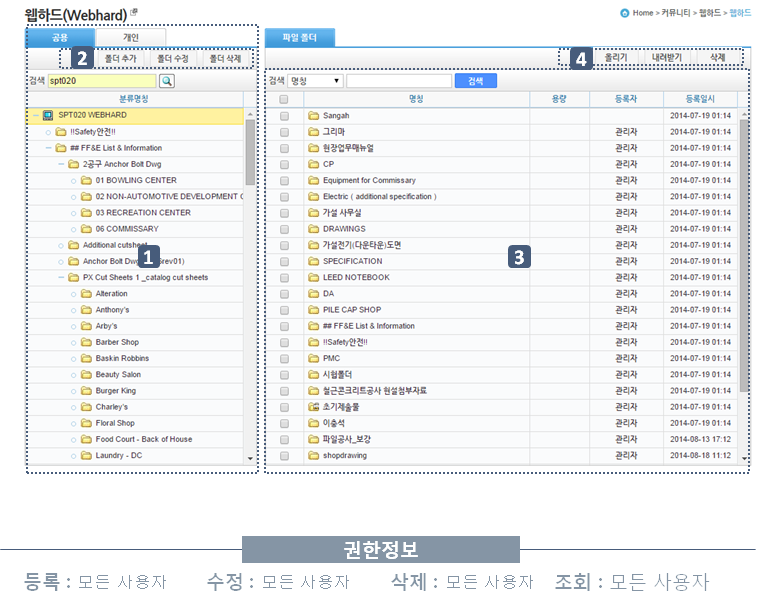 웹하드(Webhard)
Home > 커뮤니티 > 웹하드 > 웹하드
공용 개인
2 폴더 추가 폴더 수정 폴더 삭제
검색 spt020
분류명칭
SPT020 WEBHARD
!!Safety안전!!
## FF&E List & Information
2공구 Anchor Bolt Dwg
01 BOWLING CENTER
02 NON-AUTOMOTIVE DEVELOPMENT C
03 RECREATION CENTER
06 COMMISSARY
Additional cutsheet
1
Anchor Bolt Dwg rev01)
PX Cut Sheets 1 _catalog cut sheets
Alteration
Anthony's
Arby's
Barber Shop
Baskin Robbins
Beauty Salon
Burger King
Charley's
Floral Shop
Food Court - Back of House
Laundry - DC
파일 폴더
4 올리기 내려받기 삭제
검색 명칭 검색
명칭 용량 등록자 등록일시
Sangah 2014-07-19 01:14
그리마 관리자 2014-07-19 01:14
현장업무매뉴얼 관리자 2014-07-19 01:14
CP 관리자 2014-07-19 01:14
Equipment for Commissary 관리자 2014-07-19 01:14
Electric ( additional specification ) 관리자 2014-07-19 01:14
가설 사무실 관리자 2014-07-19 01:14
DRAWINGS 관리자 2014-07-19 01:14
가설전기(다운타운)도면 관리자 2014-07-19 01:14
3
SPECIFICATION 관리자 2014-07-19 01:14
LEED NOTEBOOK 관리자 2014-07-19 01:14
DA 관리자 2014-07-19 01:14
PILE CAP SHOP 관리자 2014-07-19 01:14
## FF&E List & Information 관리자 2014-07-19 01:14
!!Safety안전!! 관리자 2014-07-19 01:14
PMC 관리자 2014-07-19 01:14
시험폴더 관리자 2014-07-19 01:14
철근콘크리트공사 현설첨부자료 관리자 2014-07-19 01:14
초기제출물 관리자 2014-07-19 01:14
이충석 관리자 2014-07-19 01:14
파일공사_보강 관리자 2014-08-13 17:12
shopdrawing 관리자 2014-08-18 11:12
권한정보
등록 : 모든 사용자 수정 : 모든 사용자 삭제 : 모든 사용자 조회 : 모든 사용자